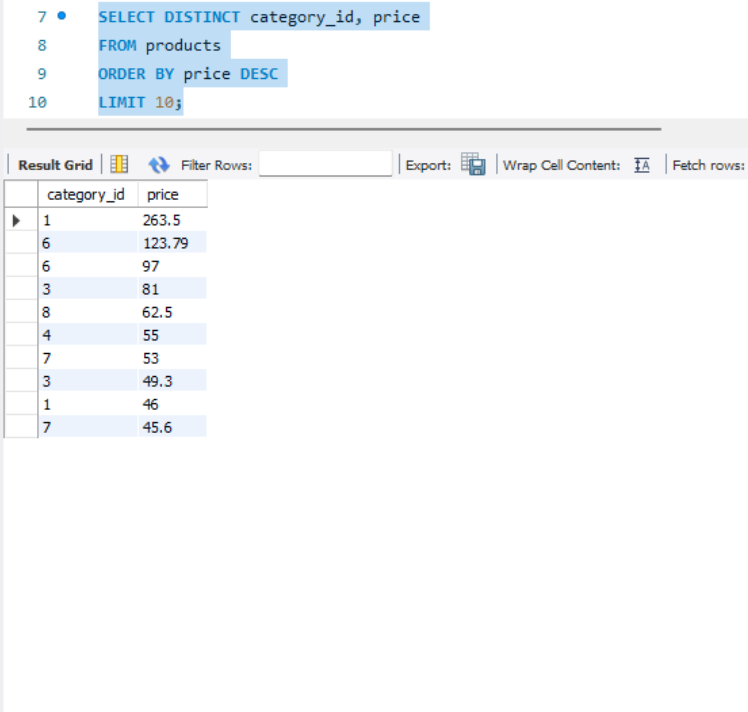 7 SELECT DISTINCT category_id, price
8 FROM products
9 ORDER BY price DESC
10 LIMIT 10;
Result Grid Filter Rows: Export: Wrap Cell Content: IA Fetch rows:
category_id price
1 263.5
6 123.79
6 97
3 81
8 62.5
4 55
7 53
3 49.3
1 46
7 45.6